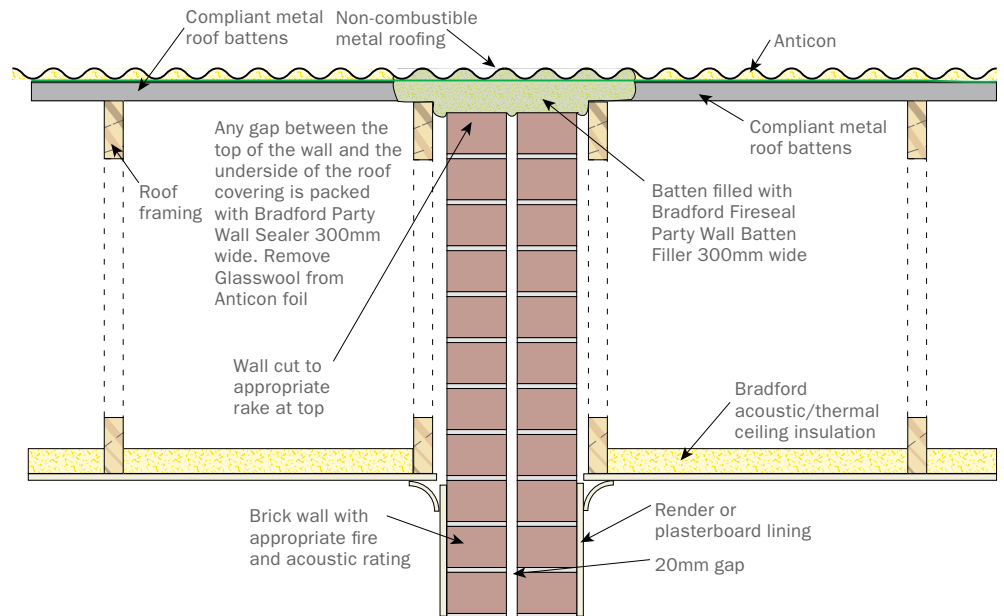 Compliant metal
roof battens
Non-combustible
metal roofing
Anticon
Compliant metal
roof battens
Any gap between the
top of the wall and the
underside of the roof
covering is packed
with Bradford Party
Wall Sealer 300mm
wide. Remove
Glasswool from
Anticon foil
Roof
framing
Batten filled with
Bradford Fireseal
Party Wall Batten
Filler 300mm wide
Wall cut to
appropriate
rake at top
Bradford
acoustic/thermal
ceiling insulation
Brick wall with
appropriate fire
and acoustic rating
Render or
plasterboard lining
20mm gap